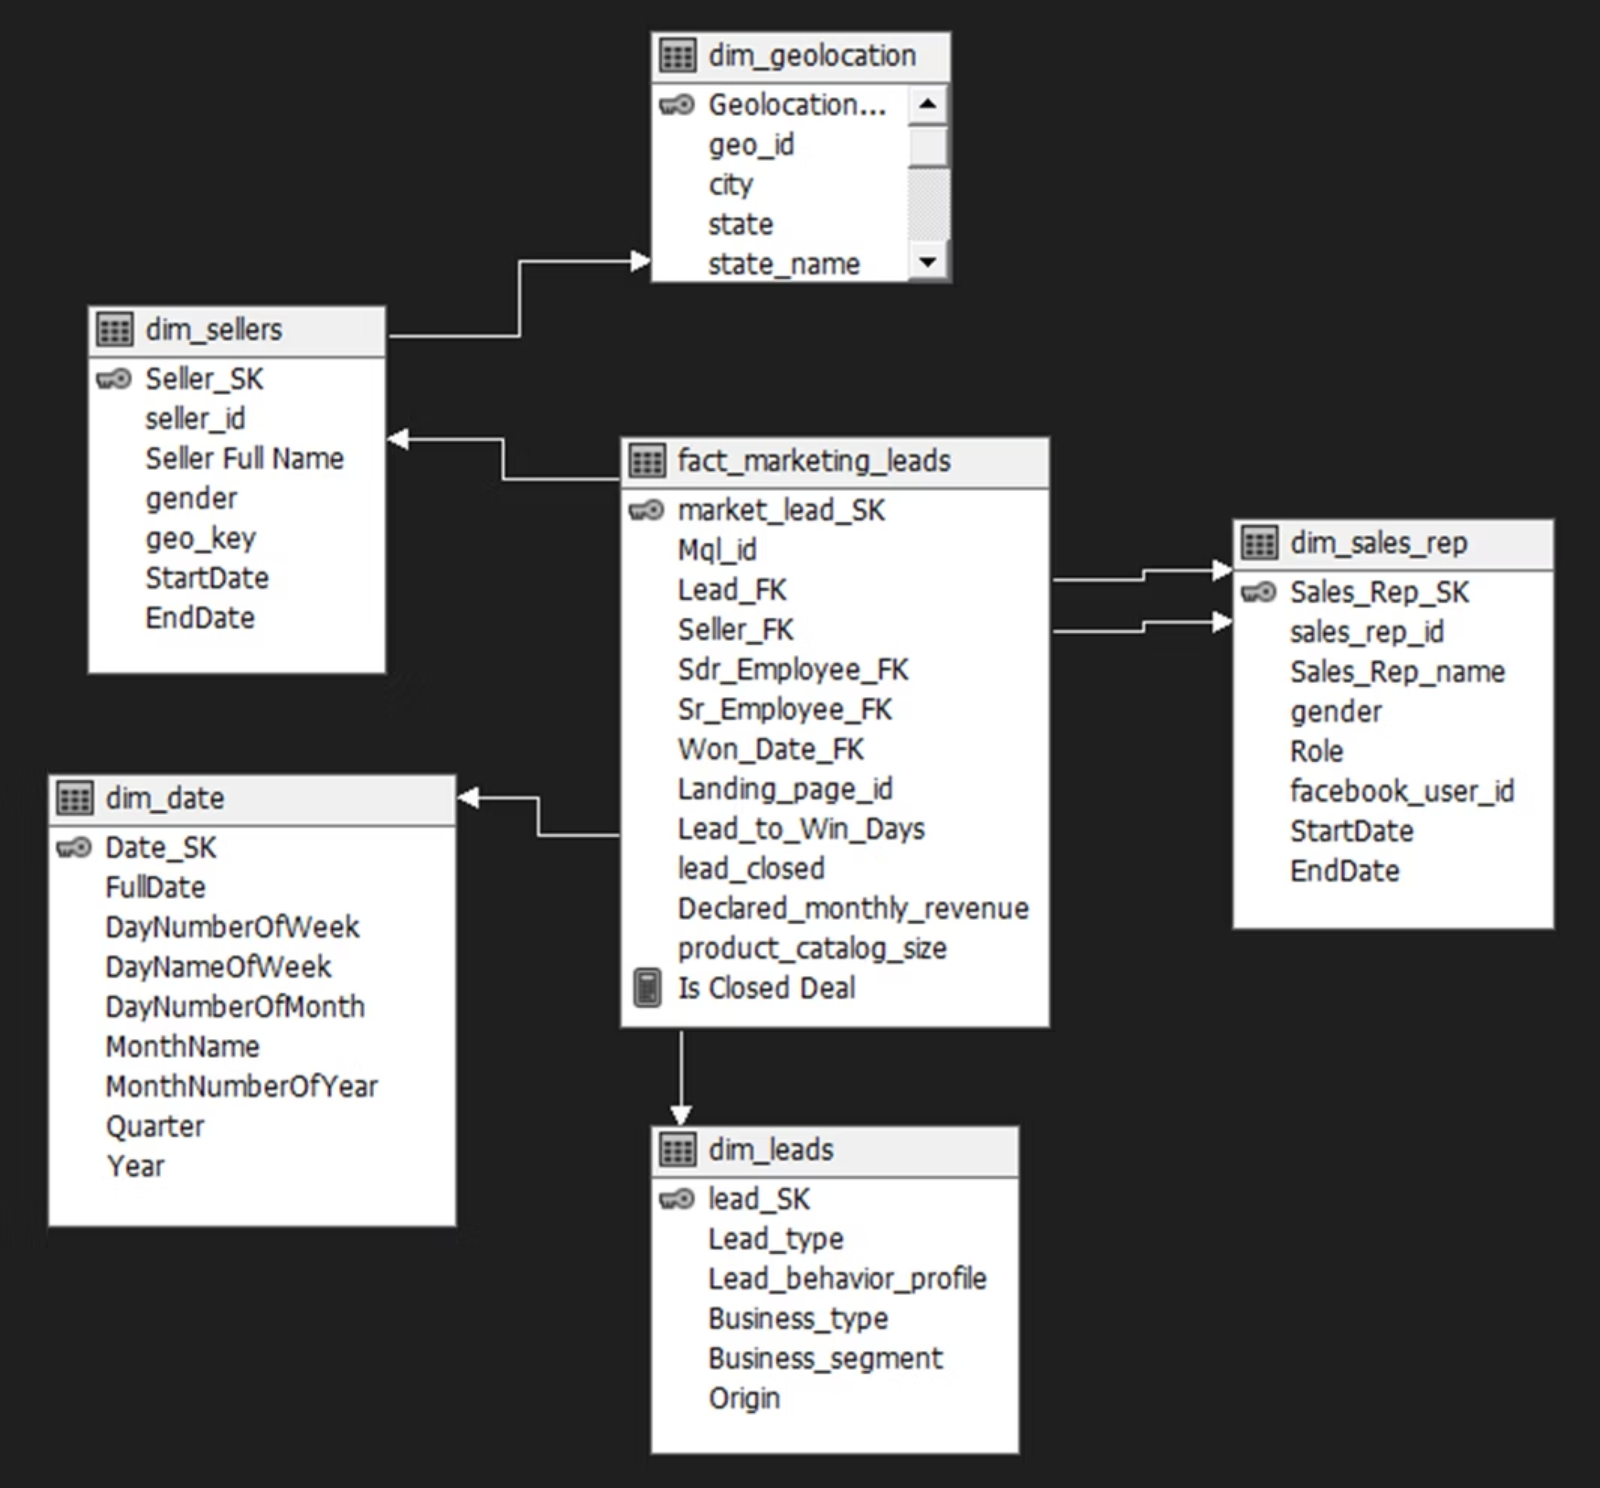 dim_geolocation
Geolocation...
geo_id
city
state
state_name
dim_sellers
Seller_SK
seller_id
Seller Full Name
gender
geo_key
StartDate
EndDate
fact_marketing_leads
market_lead_SK
Mql_id
Lead_FK
Seller_FK
Sdr_Employee_FK
Sr_Employee_FK
Won_Date_FK
Landing_page_id
Lead_to_Win_Days
lead_closed
Declared_monthly_revenue
product_catalog_size
Is Closed Deal
dim_sales_rep
Sales_Rep_SK
sales_rep_id
Sales_Rep_name
gender
Role
facebook_user_id
StartDate
EndDate
dim_date
Date_SK
FullDate
DayNumberOfWeek
DayNameOfWeek
DayNumberOfMonth
MonthName
MonthNumberOfYear
Quarter
Year
dim_leads
lead_SK
Lead_type
Lead_behavior_profile
Business_type
Business_segment
Origin